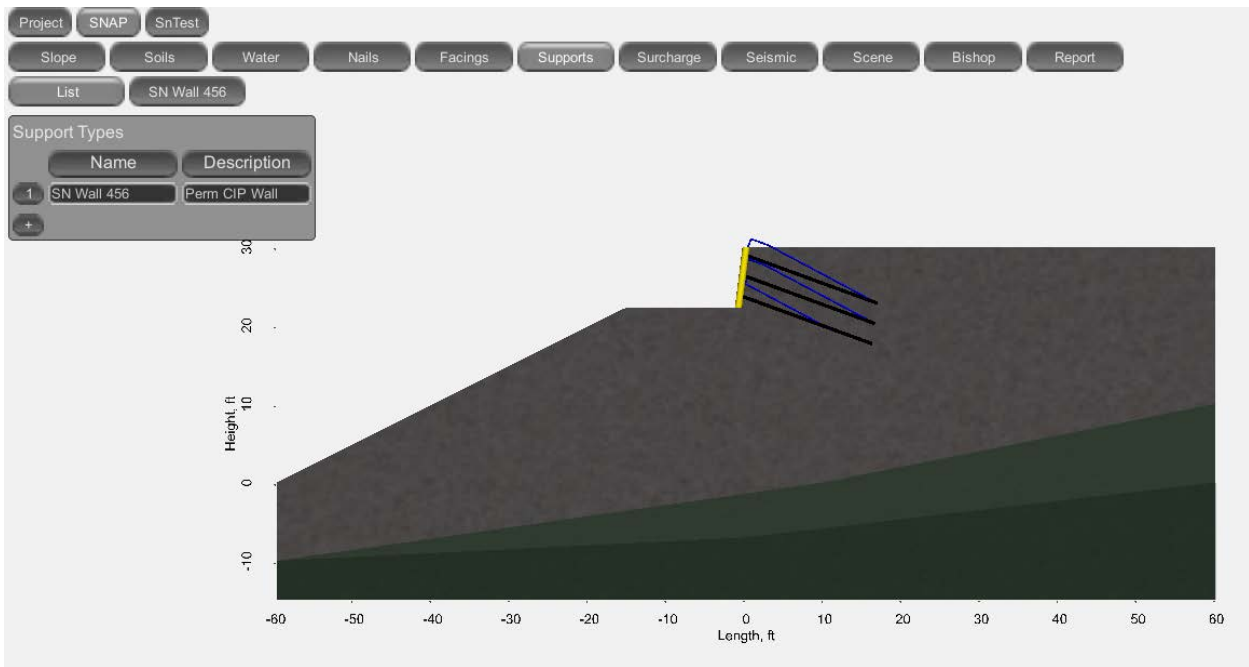 Project SNAP SnTest
Slope Soils Water Nails Facings Supports Surcharge Seismic Scene Bishop Report
List SN Wall 456
Support Types
Name Description
1 SN Wall 456 Perm CIP Wall
+
30
20
10
0
-10
Height, ft
-60 -50 -40 -30 -20 -10 0 10 20 30 40 50 60
Length, ft